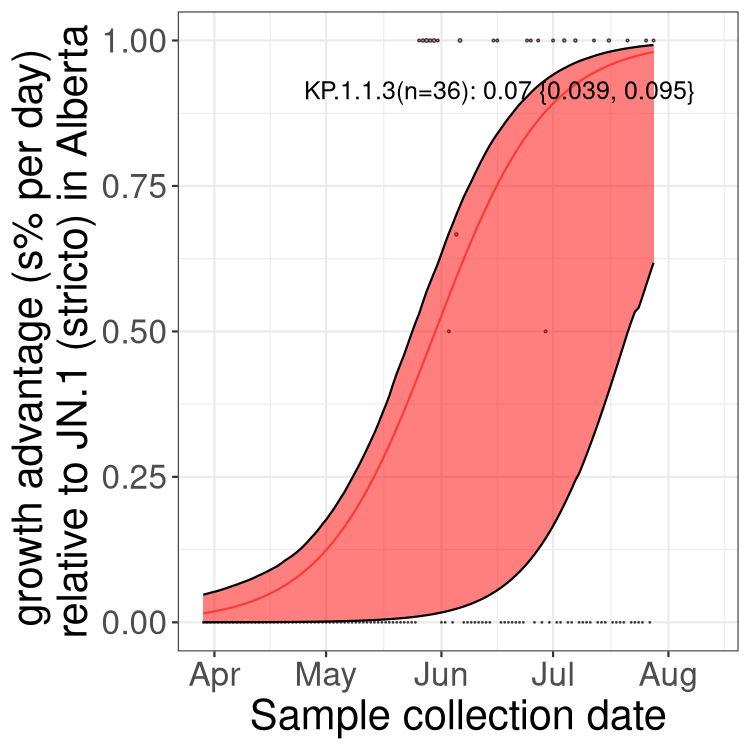 growth advantage (s% per day)
relative to JN.1 (stricto) in Alberta
1.00
0.75
0.50
0.25
0.00
KP.1.1.3(n=36): 0.07 {0.039, 0.095}
Apr May Jun Jul Aug
Sample collection date